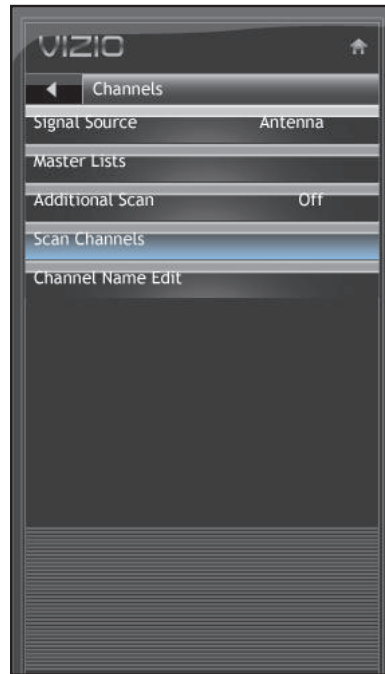 VIZIO
Channels
Signal Source Antenna
Master Lists
Additional Scan Off
Scan Channels
Channel Name Edit